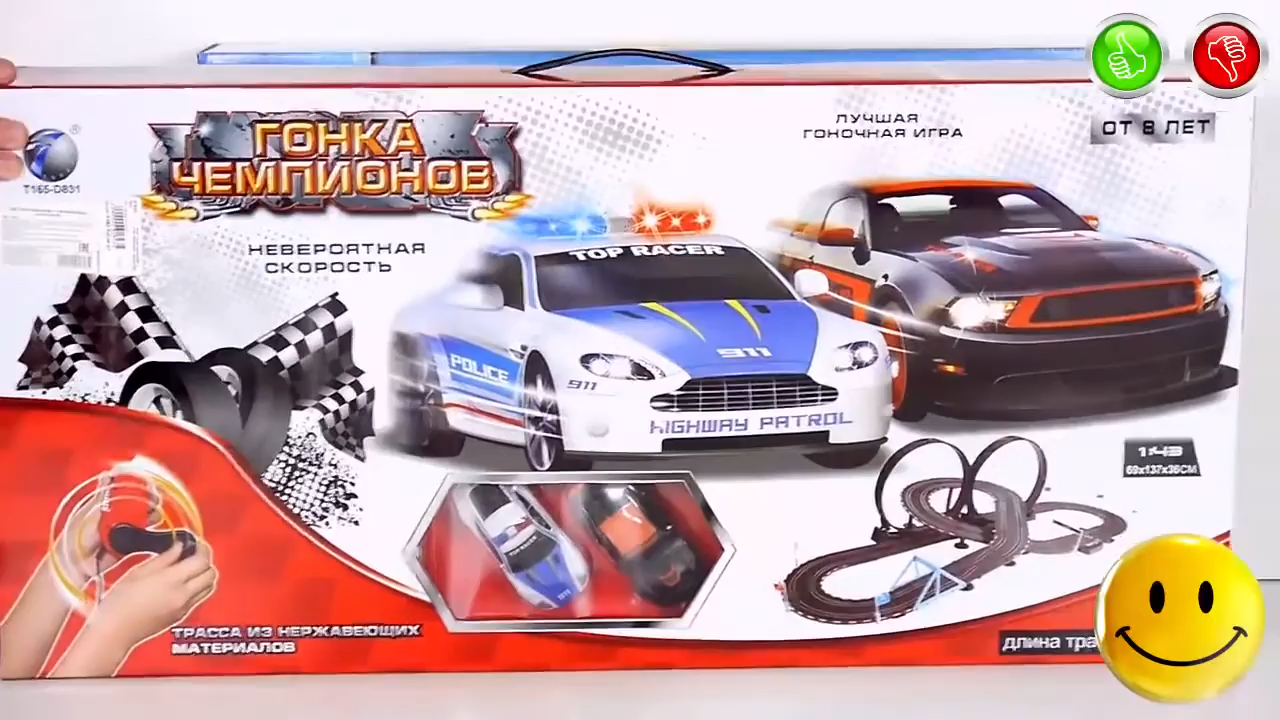 ®
T165-D831
ГОНКА
ЧЕМПИОНОВ
НЕВЕРОЯТНАЯ
СКОРОСТЬ
ЛУЧШАЯ
ГОНОЧНАЯ ИГРА
ОТ 8 ЛЕТ
TOP RACER
911
POLICE
911
HIGHWAY PATROL
1:43
69x137x36CM
ТРАССА ИЗ НЕРЖАВЕЮЩИХ
МАТЕРИАЛОВ
длина тра